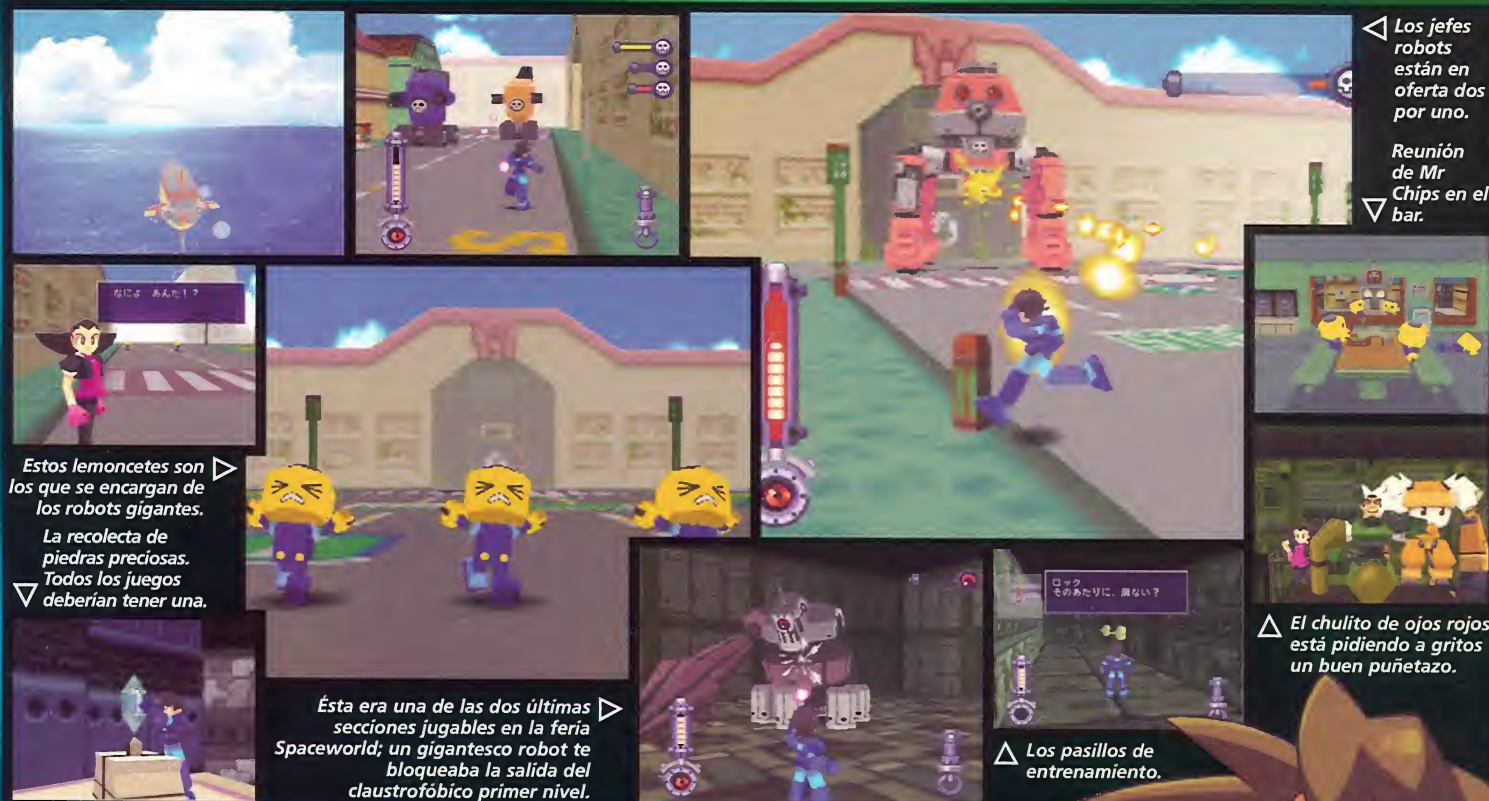 Los jefes
robots
están en
oferta dos
por uno.
Reunión
de Mr
Chips en el
bar.
なによ あんた!?
Estos lemoncetes son
los que se encargan de
los robots gigantes.
La recolecta de
piedras preciosas.
Todos los juegos
deberían tener una.
Ésta era una de las dos últimas
secciones jugables en la feria
Spaceworld; un gigantesco robot te
bloqueaba la salida del
claustrofóbico primer nivel.
ロック
そのあたりに、扉ない?
Los pasillos de
entrenamiento.
El chulito de ojos rojos
está pidiendo a gritos
un buen puñetazo.